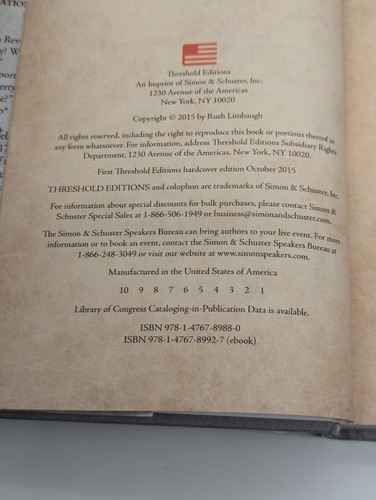 Threshold Editions
An Imprint of Simon & Schuster, Inc.
1230 Avenue of the Americas
New York, NY 10020
Copyright © 2015 by Rush Limbaugh
All rights reserved, including the right to reproduce this book or portions thereof in
any form whatsoever. For information, address Threshold Editions Subsidiary Rights
Department, 1230 Avenue of the Americas, New York, NY 10020.
First Threshold Editions hardcover edition October 2015
THRESHOLD EDITIONS and colophon are trademarks of Simon & Schuster, Inc.
For information about special discounts for bulk purchases, please contact Simon &
Schuster Special Sales at 1-866-506-1949 or business@simonandschuster.com.
The Simon & Schuster Speakers Bureau can bring authors to your live event. For more
information or to book an event, contact the Simon & Schuster Speakers Bureau at
1-866-248-3049 or visit our website at www.simonspeakers.com.
Manufactured in the United States of America
10 9 8 7 6 5 4 3 2 1
Library of Congress Cataloging-in-Publication Data is available.
ISBN 978-1-4767-8988-0
ISBN 978-1-4767-8992-7 (ebook)